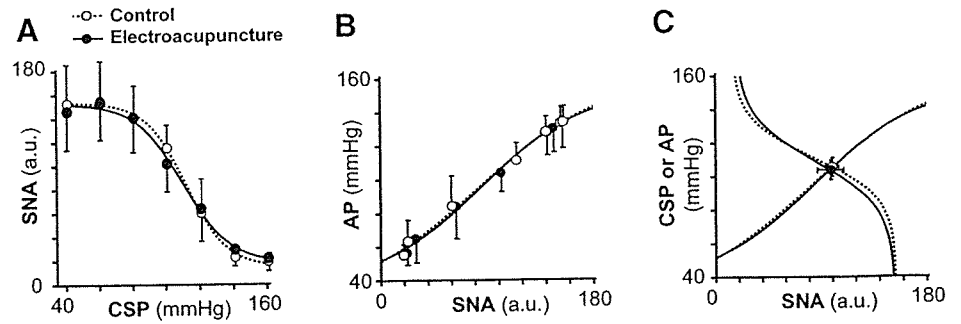 A
Control
Electroacupuncture
180
SNA (a.u.)
0
40
CSP (mmHg)
160
B
160
AP (mmHg)
40
0
SNA (a.u.)
180
C
160
CSP or AP
(mmHg)
40
0
SNA (a.u.)
180